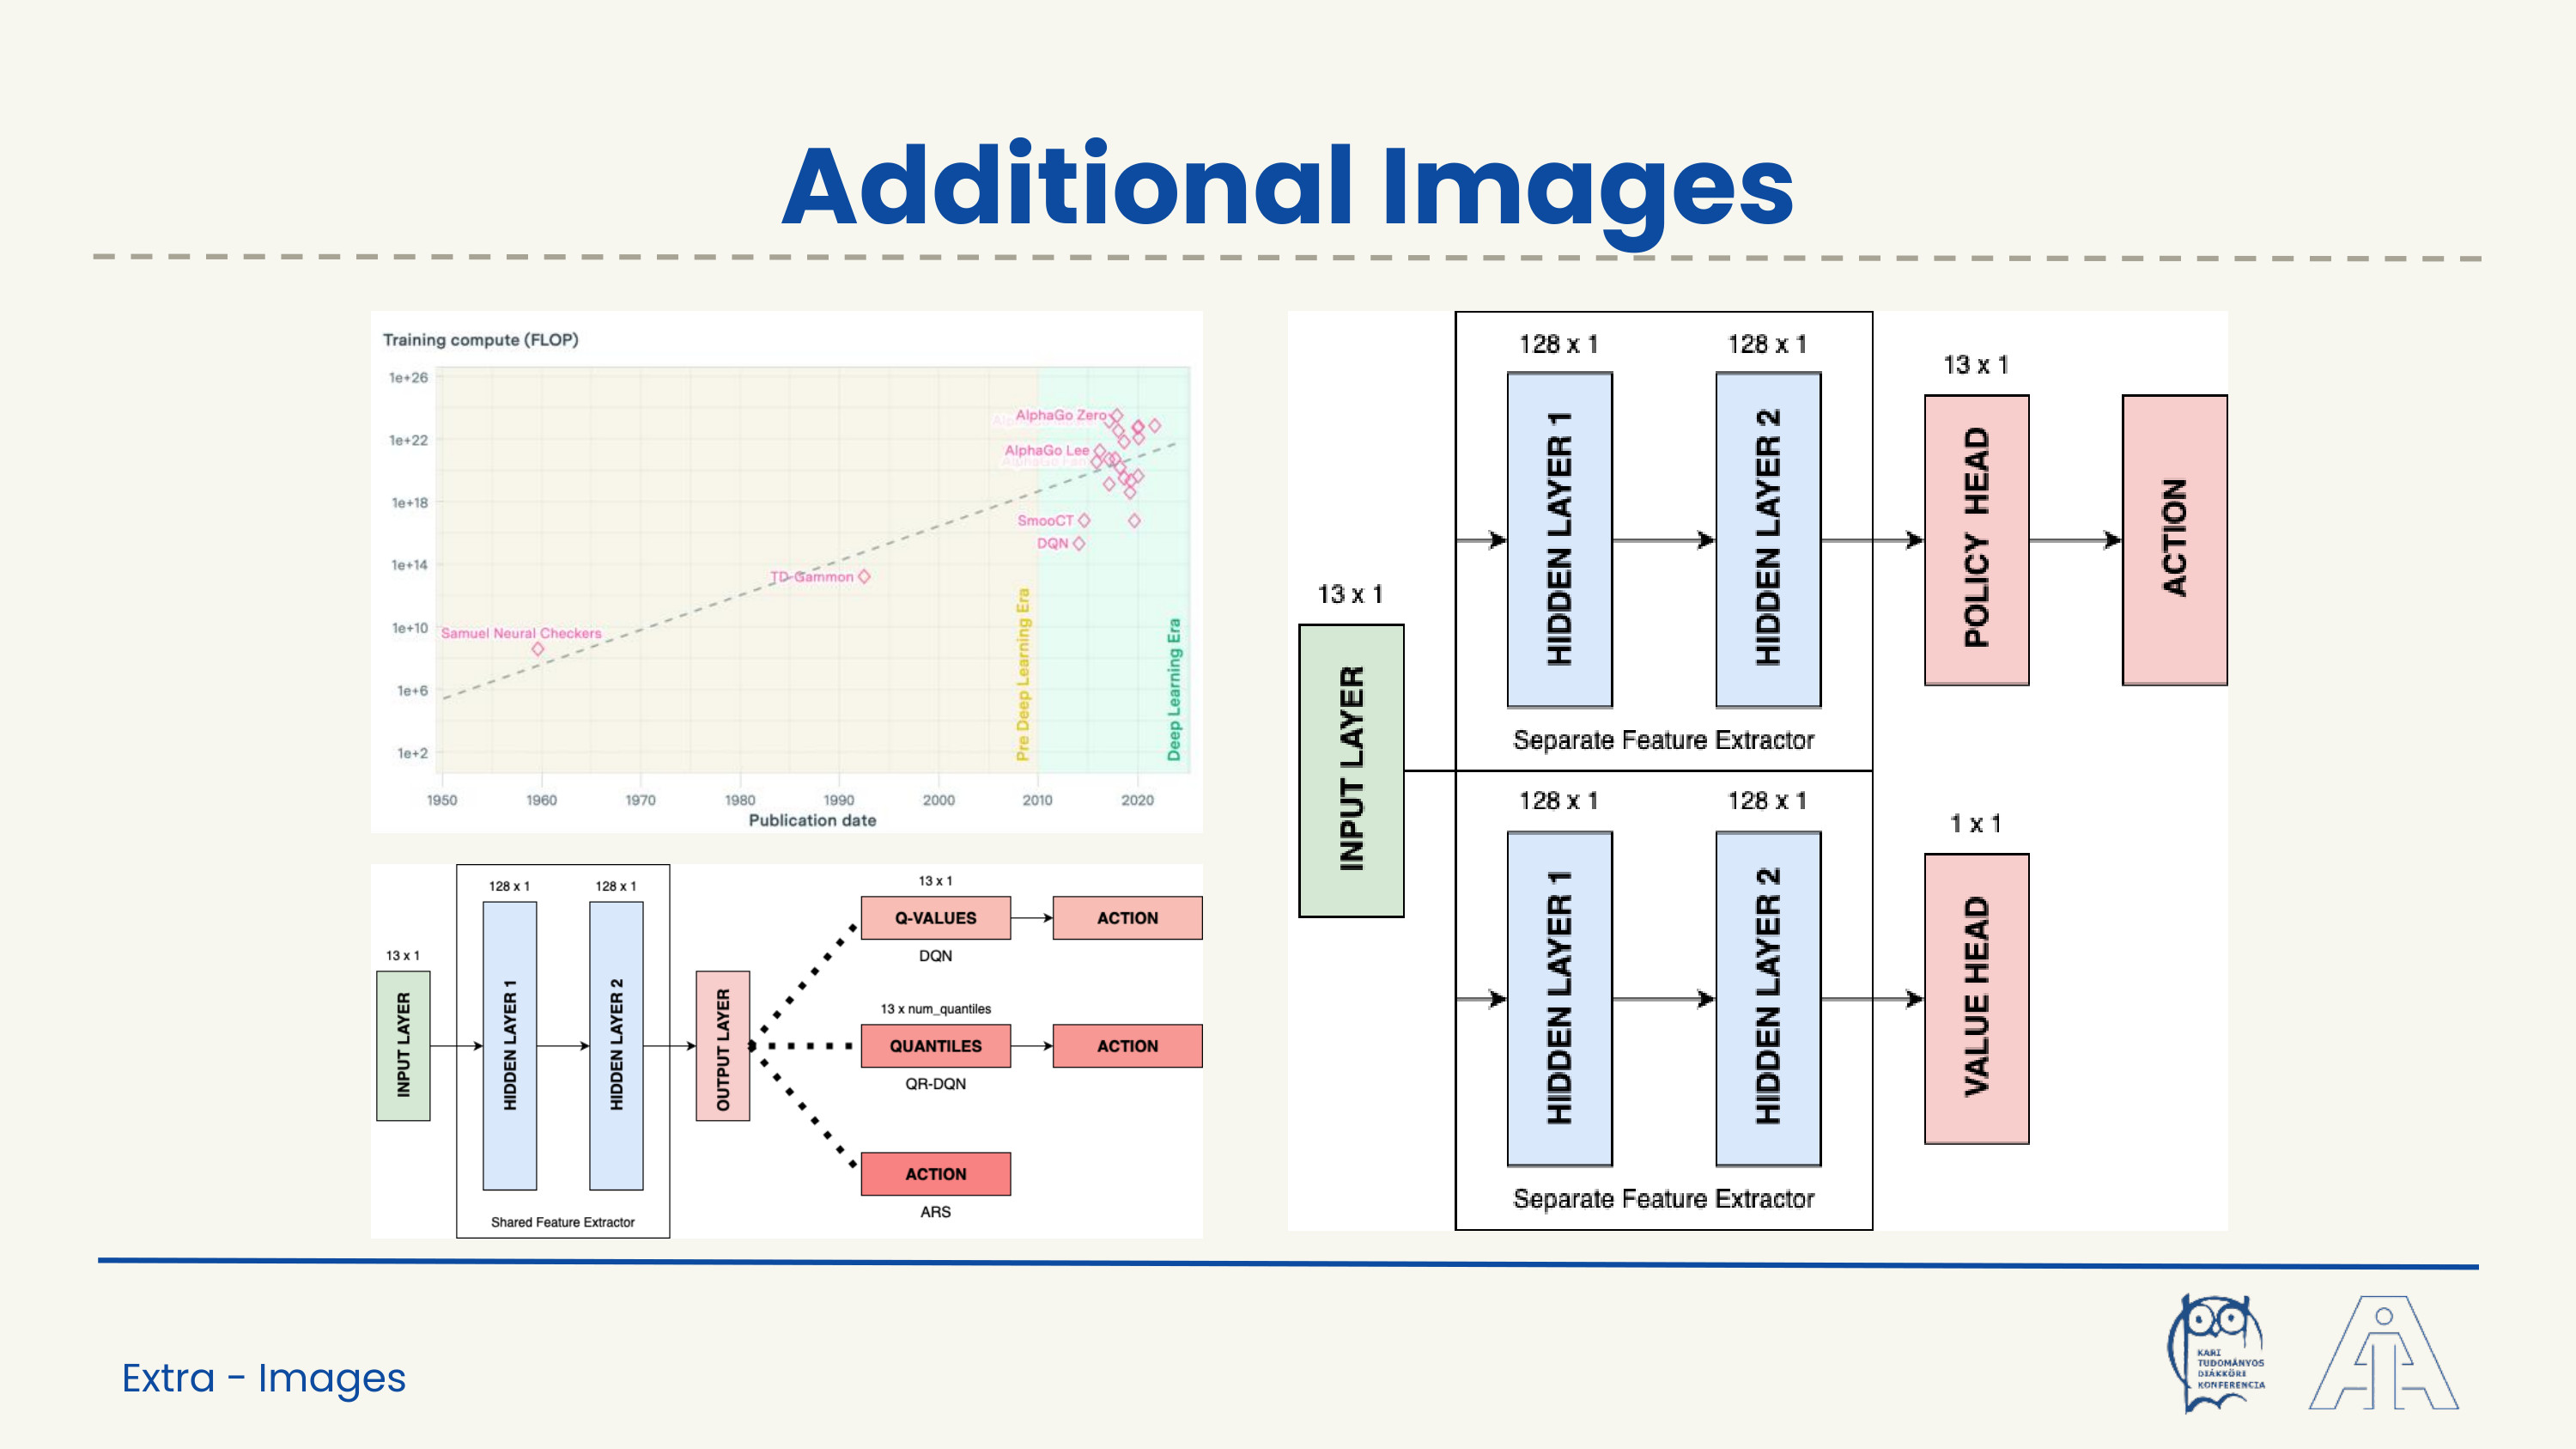 Additional Images
Training compute (FLOP)
1e+26
1e+22
1e+18
1e+14
1e+10
1e+6
1e+2
AlphaGo Zero
AlphaGo Lee
SmooCT
DQN
TD-Gammon
Samuel Neural Checkers
Pre Deep Learning Era
Deep Learning Era
1950 1960 1970 1980 1990 2000 2010 2020
Publication date
13 x 1
INPUT LAYER
128 x 1
HIDDEN LAYER 1
128 x 1
HIDDEN LAYER 2
Shared Feature Extractor
OUTPUT LAYER
13 x 1
Q-VALUES
ACTION
DQN
13 x num_quantiles
QUANTILES
ACTION
QR-DQN
ACTION
ARS
13 x 1
INPUT LAYER
128 x 1
HIDDEN LAYER 1
128 x 1
HIDDEN LAYER 2
Separate Feature Extractor
13 x 1
POLICY HEAD
ACTION
128 x 1
HIDDEN LAYER 1
128 x 1
HIDDEN LAYER 2
Separate Feature Extractor
1 x 1
VALUE HEAD
Extra - Images
KARI
TUDOMÁNYOS
DIÁKKÖRI
KONFERENCIA